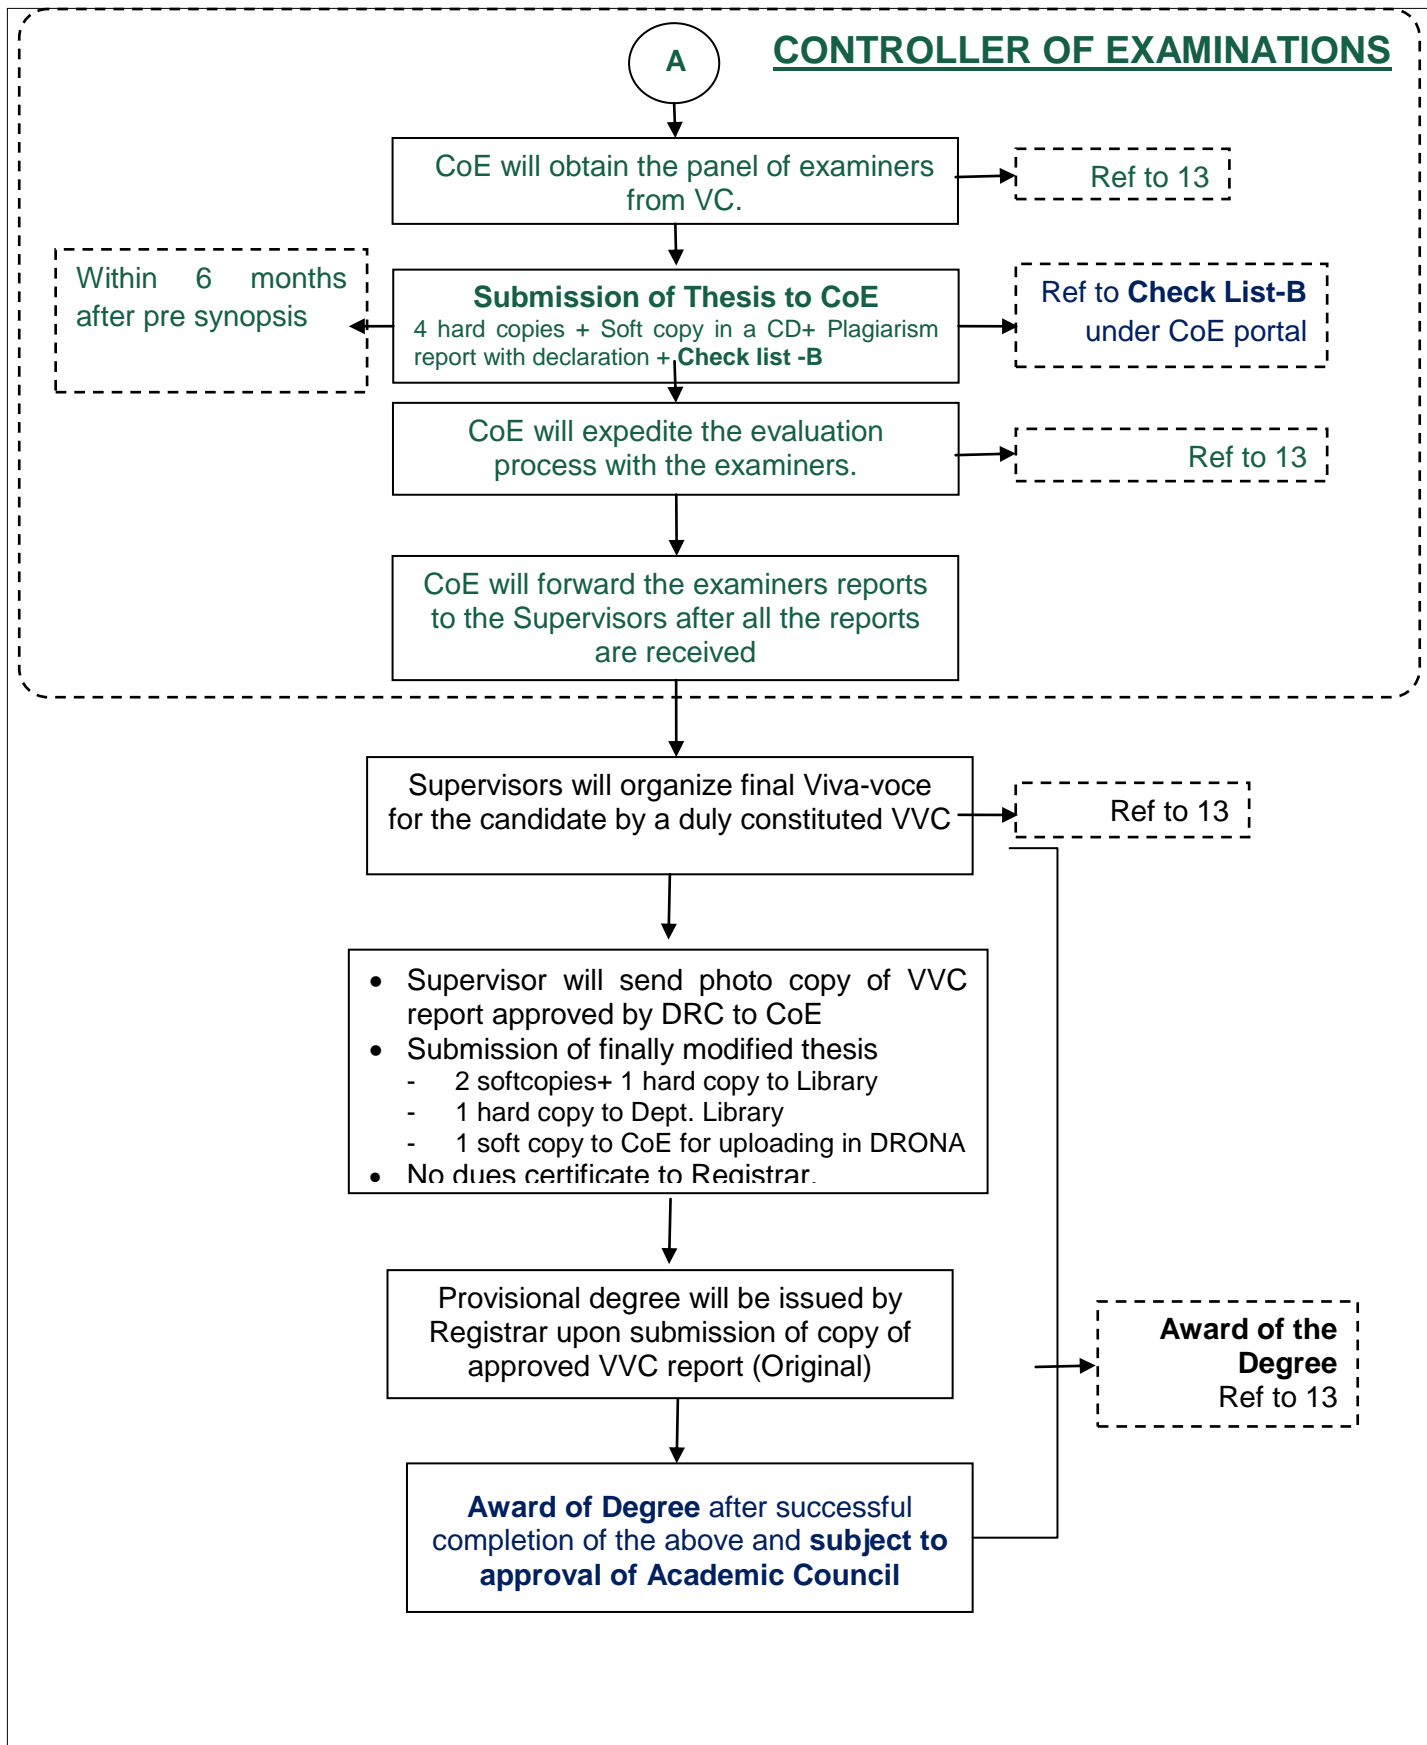 A
CONTROLLER OF EXAMINATIONS
CoE will obtain the panel of examiners
from VC.
Ref to 13
Within 6 months
after pre synopsis
Submission of Thesis to CoE
4 hard copies + Soft copy in a CD+ Plagiarism
report with declaration + Check list -B
Ref to Check List-B
under CoE portal
CoE will expedite the evaluation
process with the examiners.
Ref to 13
CoE will forward the examiners reports
to the Supervisors after all the reports
are received
Supervisors will organize final Viva-voce
for the candidate by a duly constituted VVC
Ref to 13
• Supervisor will send photo copy of VVC
report approved by DRC to CoE
• Submission of finally modified thesis
- 2 softcopies+ 1 hard copy to Library
- 1 hard copy to Dept. Library
- 1 soft copy to CoE for uploading in DRONA
• No dues certificate to Registrar.
Provisional degree will be issued by
Registrar upon submission of copy of
approved VVC report (Original)
Award of the
Degree
Ref to 13
Award of Degree after successful
completion of the above and subject to
approval of Academic Council